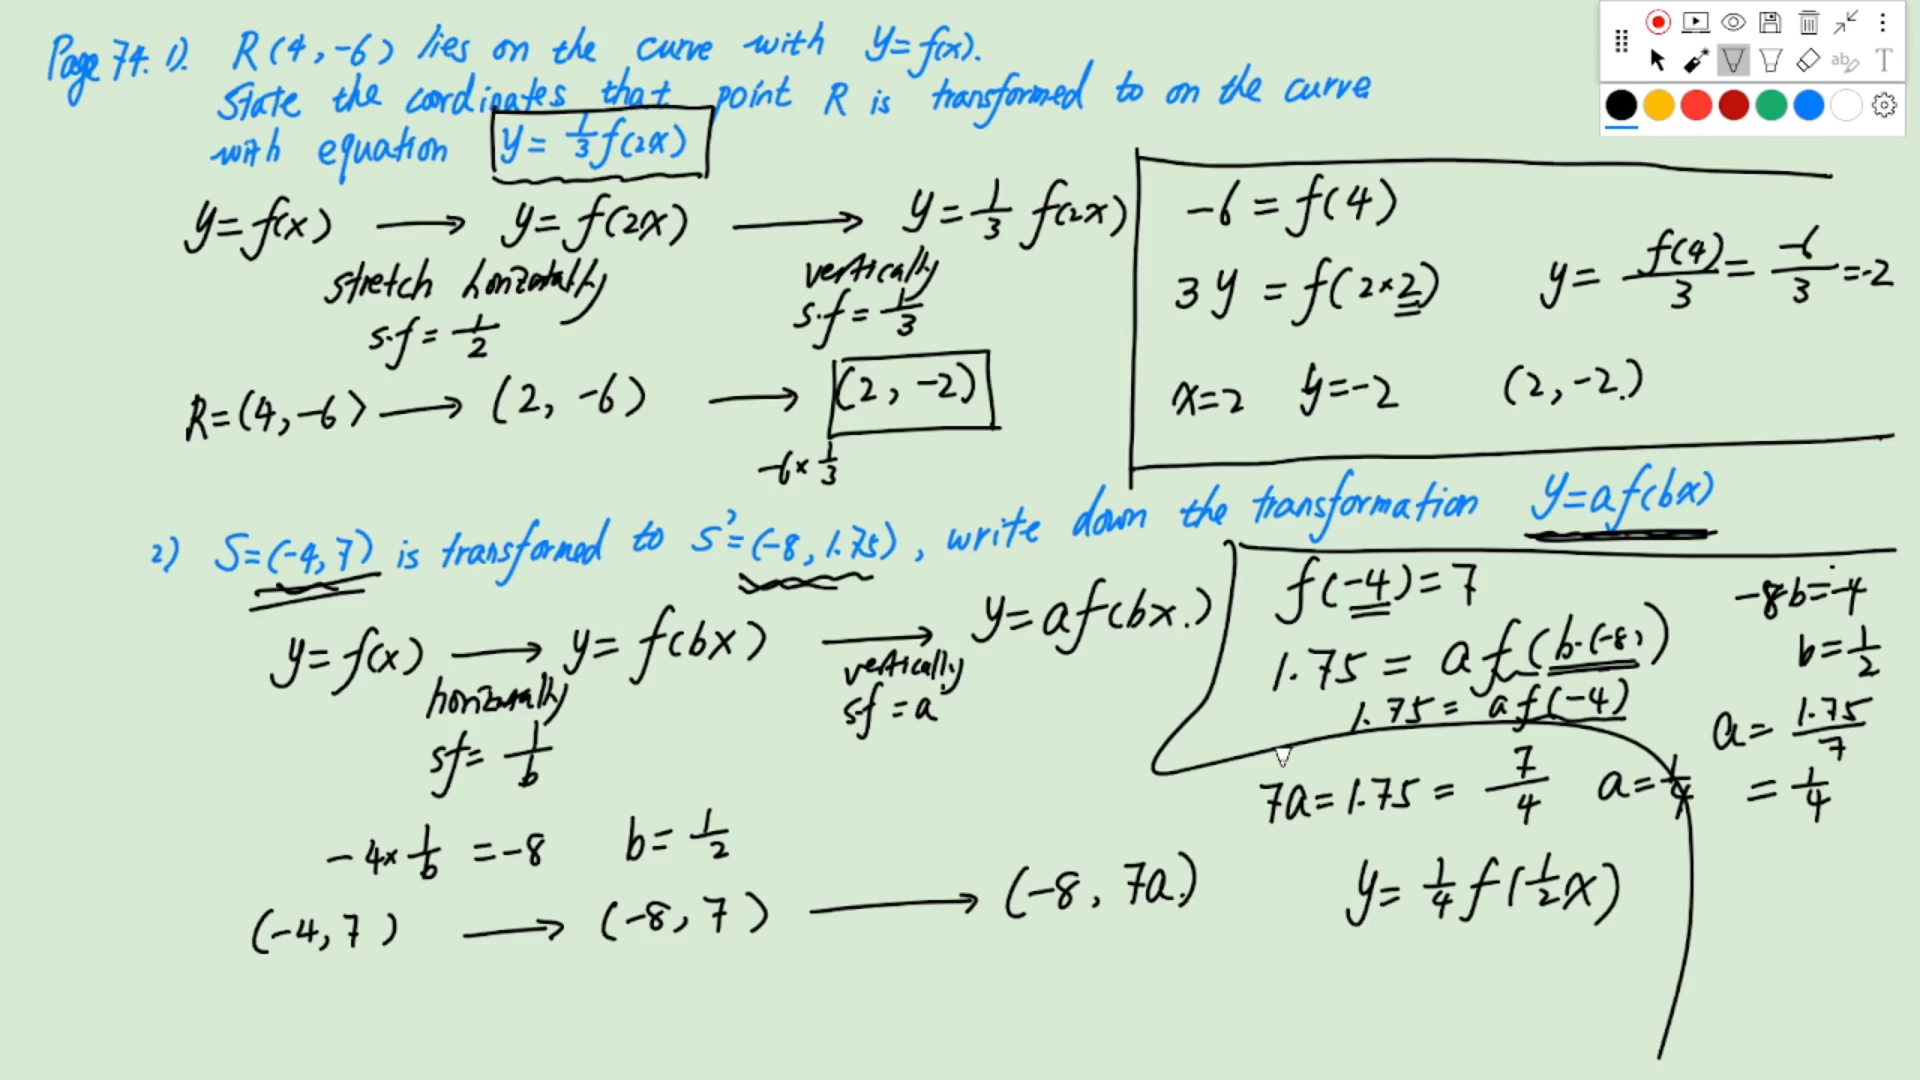 Page 74. 1). R(4,-6) lies on the curve with y=f(x).
State the coordinates that point R is transformed to on the curve
with equation y= 1/3 f(2x)
y=f(x) → y=f(2x) → y=1/3 f(2x)
stretch horizontally
s.f = 1/2
vertically
s.f = 1/3
R=(4,-6) → (2, -6) → (2, -2)
-6 × 1/3
-6 = f(4)
3y = f(2×2) y= f(4)/3 = -6/3 =-2
x=2 y=-2 (2, -2.)
2) S=(-4,7) is transformed to S'=(-8, 1.75), write down the transformation y=af(bx)
y=f(x) → y= f(bx) → y=af(bx.)
horizontally
sf= 1/b
vertically
sf = a
-4× 1/b =-8 b= 1/2
(-4,7) → (-8, 7) → (-8, 7a.)
f(-4)=7
1.75 = af(b·(-8))
1.75= af(-4)
7a=1.75= 7/4 a=1/4
y= 1/4 f(1/2 x)
-8b=-4
b=1/2
a= 1.75/7
= 1/4
ab
T